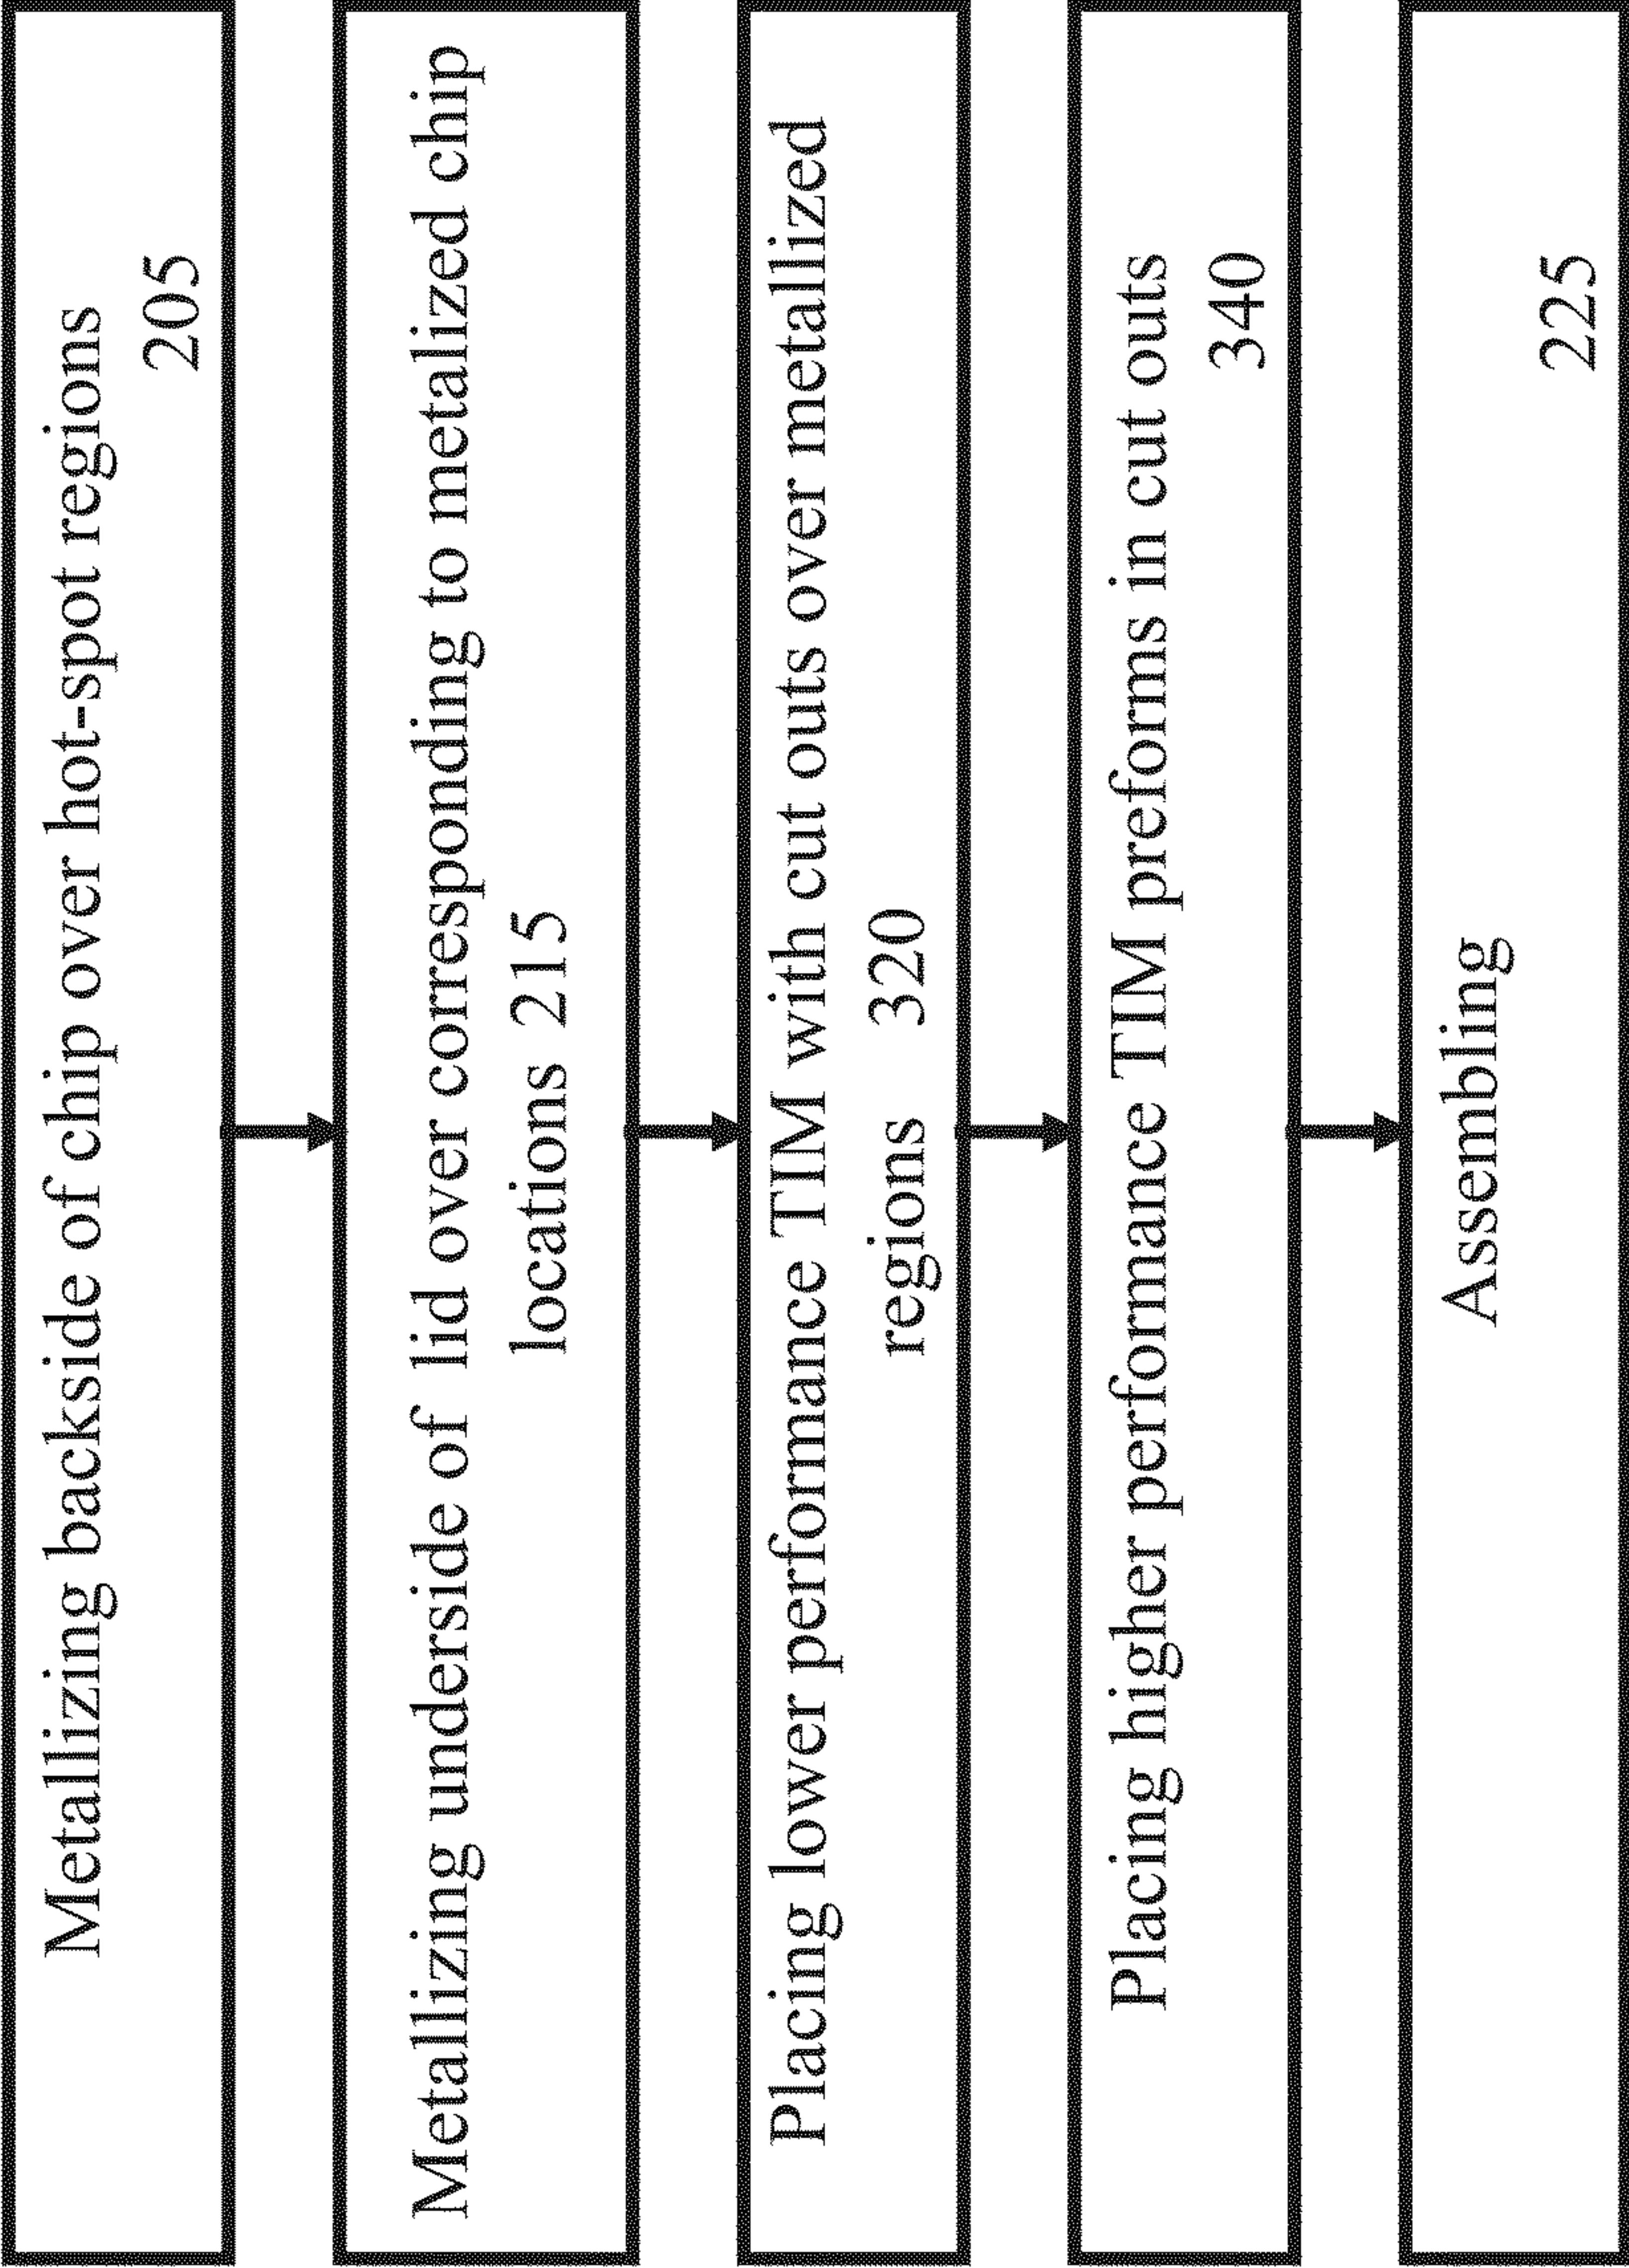 Metallizing backside of chip over hot-spot regions
205
Metallizing underside of lid over corresponding to metalized chip
locations 215
Placing lower performance TIM with cut outs over metallized
regions 320
Placing higher performance TIM preforms in cut outs
340
Assembling
225